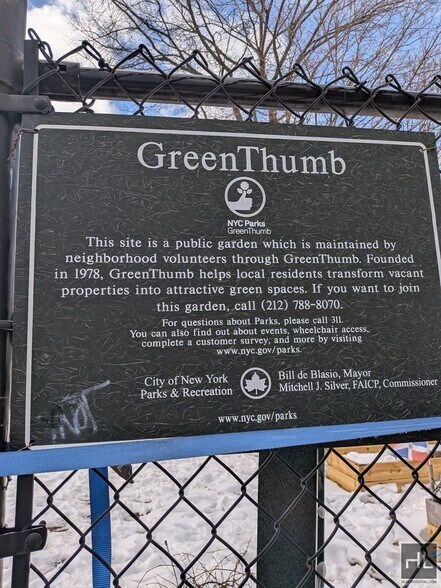 GreenThumb
NYC Parks
GreenThumb
This site is a public garden which is maintained by
neighborhood volunteers through GreenThumb. Founded
in 1978, GreenThumb helps local residents transform vacant
properties into attractive green spaces. If you want to join
this garden, call (212) 788-8070.
For questions about Parks, please call 311.
You can also find out about events, wheelchair access,
complete a customer survey, and more by visiting
www.nyc.gov/parks.
City of New York
Parks & Recreation
Bill de Blasio, Mayor
Mitchell J. Silver, FAICP, Commissioner
www.nyc.gov/parks